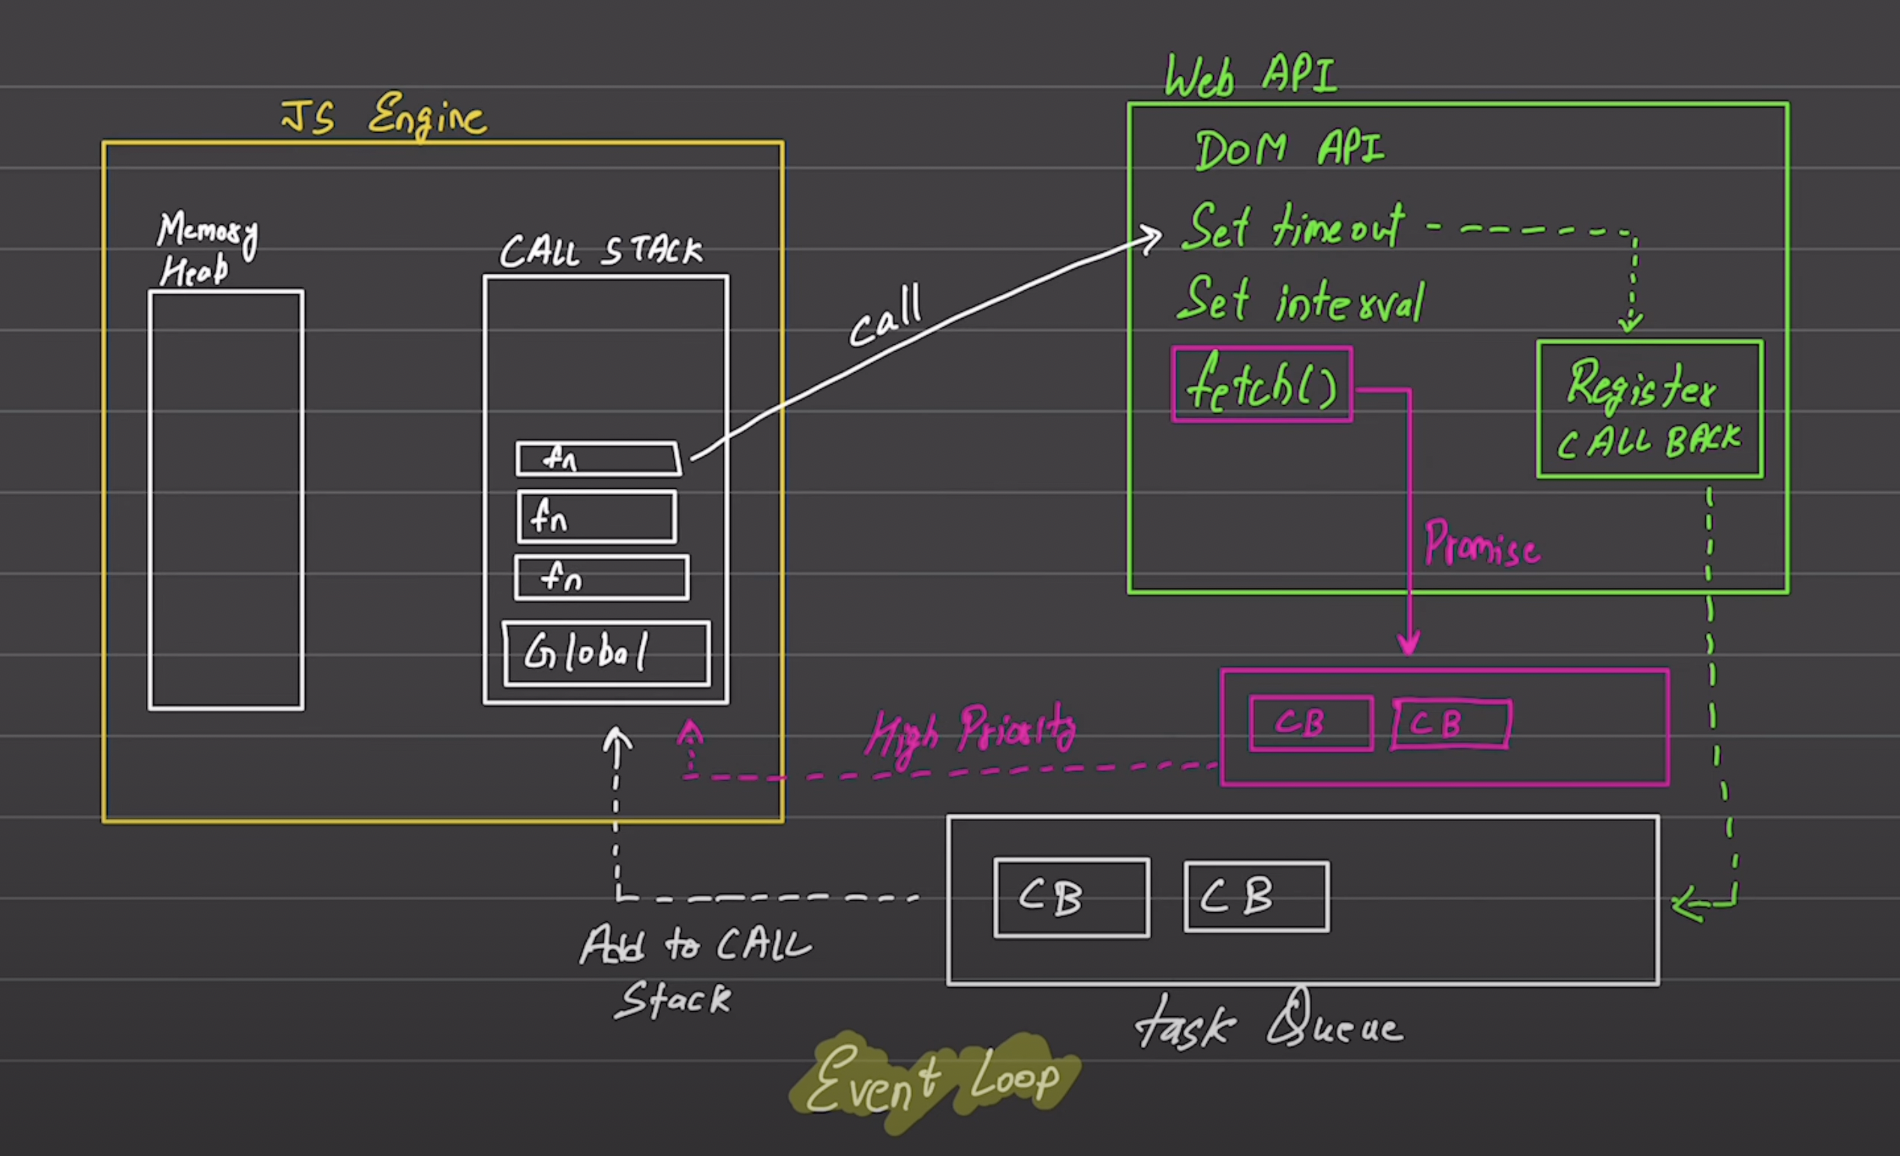 Web API
JS Engine
DOM API
Memory
Heap
CALL STACK
Set timeout
call
Set interval
fetch()
Register
CALL BACK
fn
fn
fn
Promise
Global
High Priority
CB CB
CB CB
Add to CALL
Stack
task Queue
Event Loop